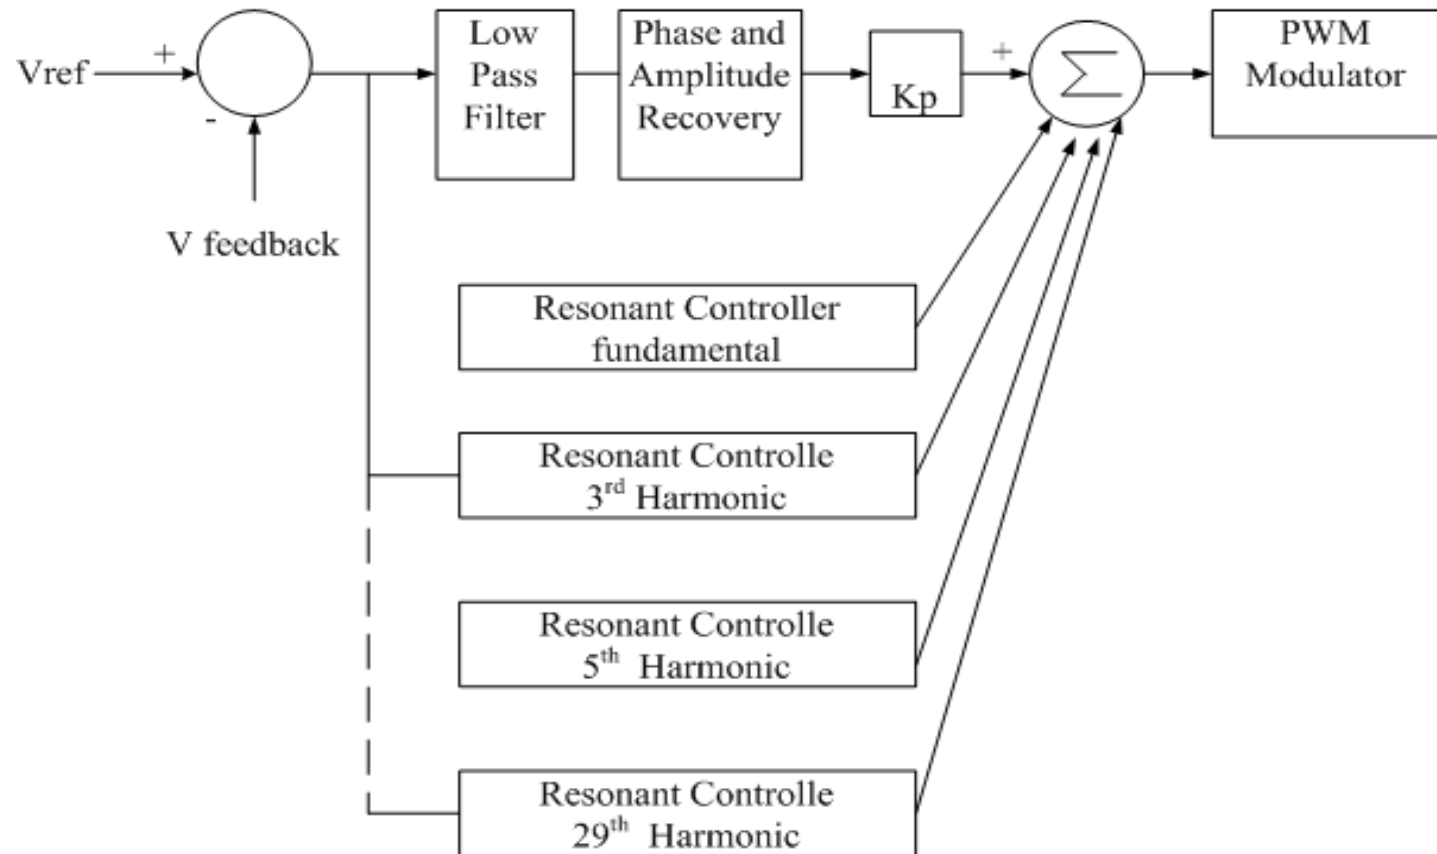 Vref
+
-
V feedback
Low
Pass
Filter
Phase and
Amplitude
Recovery
Kp
+
Σ
PWM
Modulator
Resonant Controller
fundamental
Resonant Controlle
3rd Harmonic
Resonant Controlle
5th Harmonic
Resonant Controlle
29th Harmonic